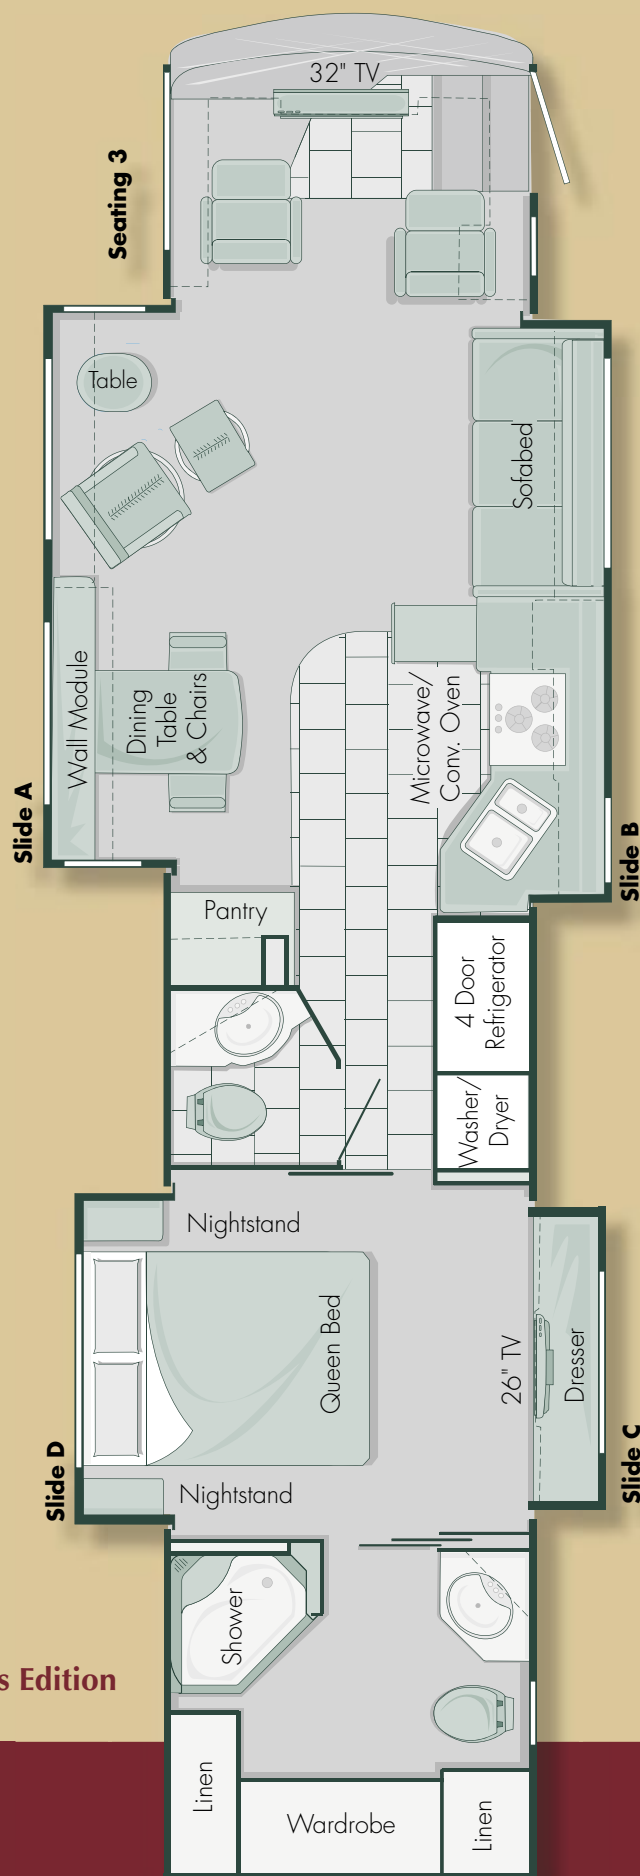 32" TV
Seating 3
Table
Sofabed
Wall Module
Dining
Table
& Chairs
Microwave/
Conv. Oven
Slide A
Slide B
Pantry
4 Door
Refrigerator
Washer/
Dryer
Nightstand
Queen Bed
26" TV
Dresser
Slide D
Slide C
Nightstand
Shower
s Edition
Linen
Wardrobe
Linen